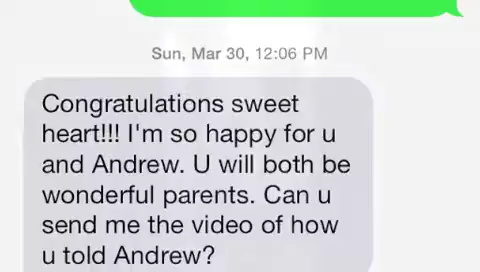 Sun, Mar 30, 12:06 PM
Congratulations sweet
heart!!! I'm so happy for u
and Andrew. U will both be
wonderful parents. Can u
send me the video of how
u told Andrew?